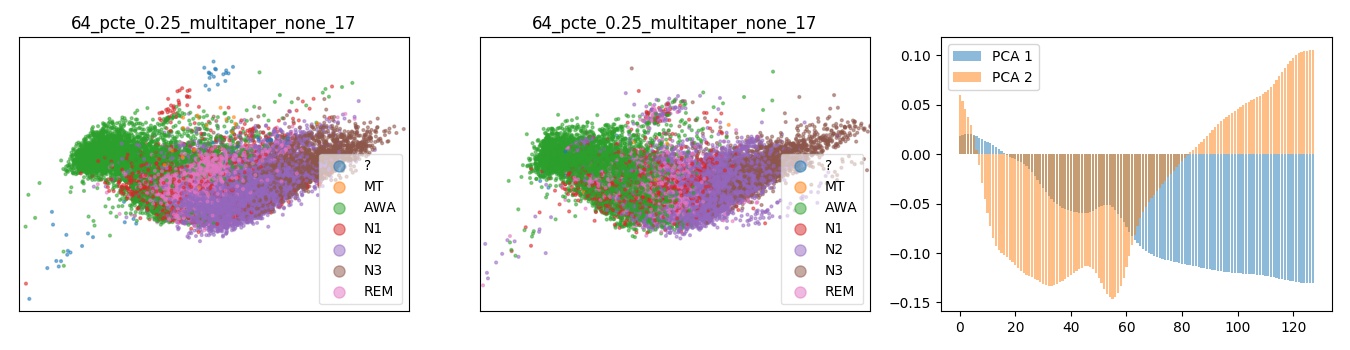 64_pcte_0.25_multitaper_none_17
?
MT
AWA
N1
N2
N3
REM
64_pcte_0.25_multitaper_none_17
?
MT
AWA
N1
N2
N3
REM
PCA 1
PCA 2
0.10
0.05
0.00
−0.05
−0.10
−0.15
0 20 40 60 80 100 120